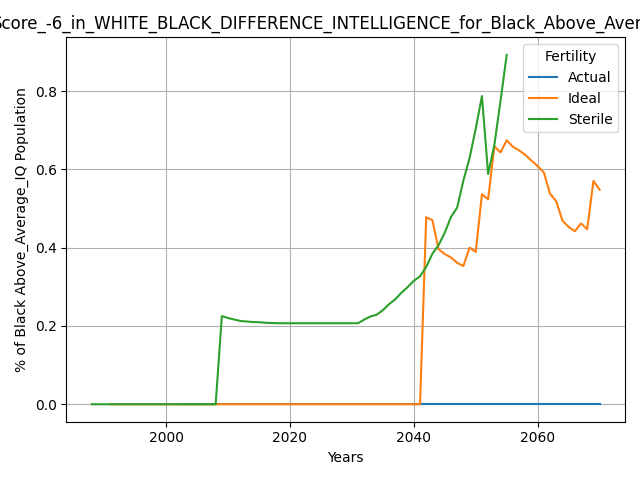 Score_-6_in_WHITE_BLACK_DIFFERENCE_INTELLIGENCE_for_Black_Above_Aver
Fertility
Actual
Ideal
Sterile
% of Black Above_Average_IQ Population
0.8
0.6
0.4
0.2
0.0
2000 2020 2040 2060
Years